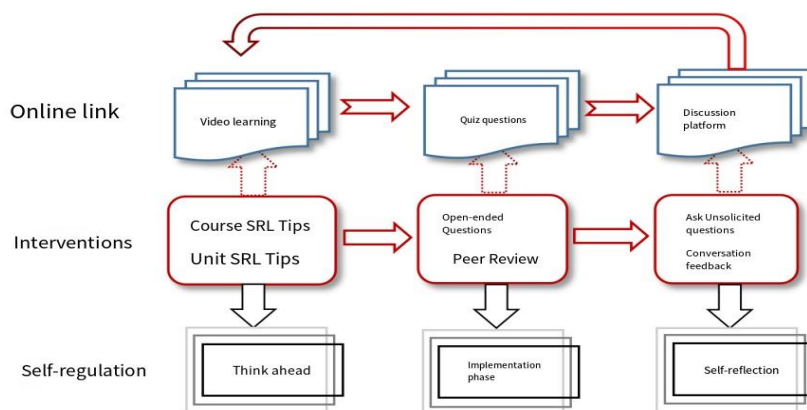 Online link
Video learning
Quiz questions
Discussion
platform
Interventions
Course SRL Tips
Unit SRL Tips
Open-ended
Questions
Peer Review
Ask Unsolicited
questions
Conversation
feedback
Self-regulation
Think ahead
Implementation
phase
Self-reflection